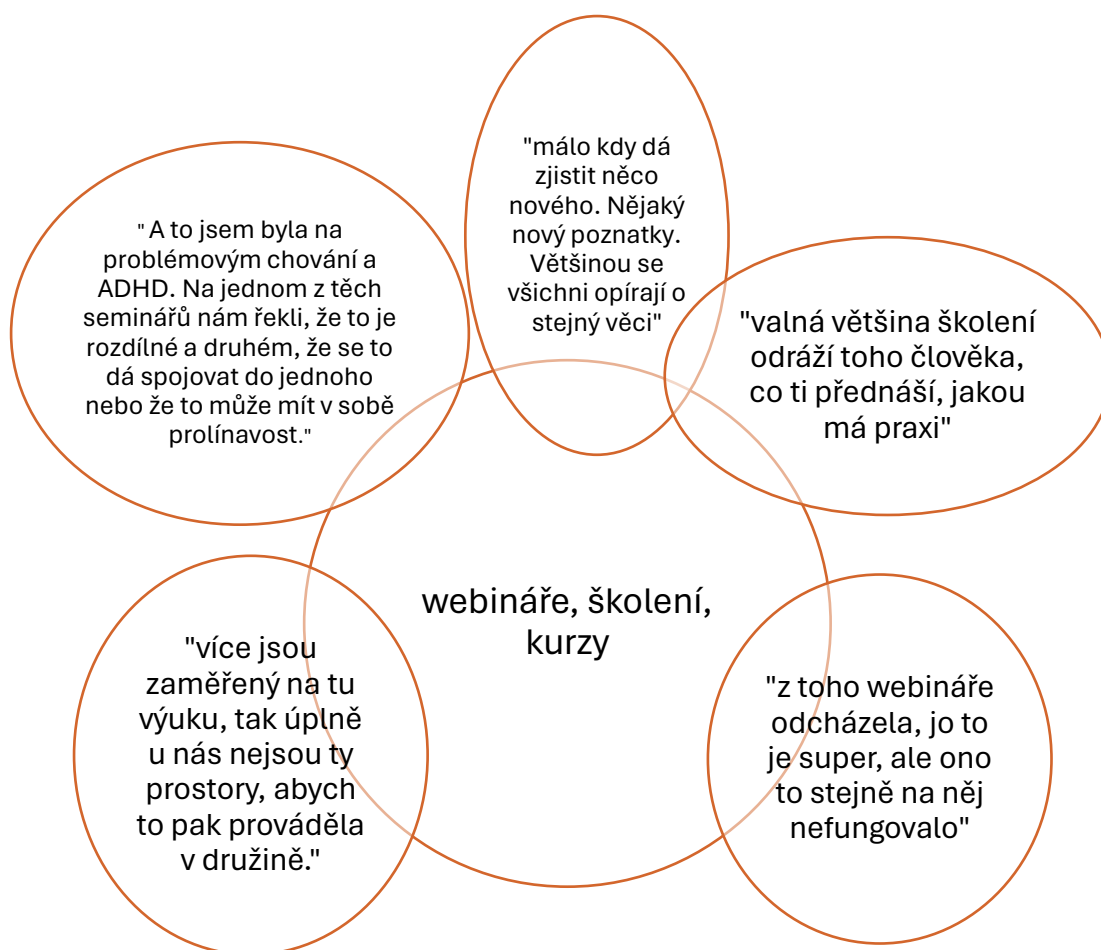 "málo kdy dá
zjistit něco
nového. Nějaký
nový poznatky.
Většinou se
všichni opírají o
stejný věci"
" A to jsem byla na
problémovým chování a
ADHD. Na jednom z těch
seminářů nám řekli, že to je
rozdílné a druhém, že se to
dá spojovat do jednoho
nebo že to může mít v sobě
prolínavost."
"valná většina školení
odráží toho člověka,
co ti přednáší, jakou
má praxi"
webináře, školení,
kurzy
"více jsou
zaměřený na tu
výuku, tak úplně
u nás nejsou ty
prostory, abych
to pak prováděla
v družině."
"z toho webináře
odcházela, jo to
je super, ale ono
to stejně na něj
nefungovalo"